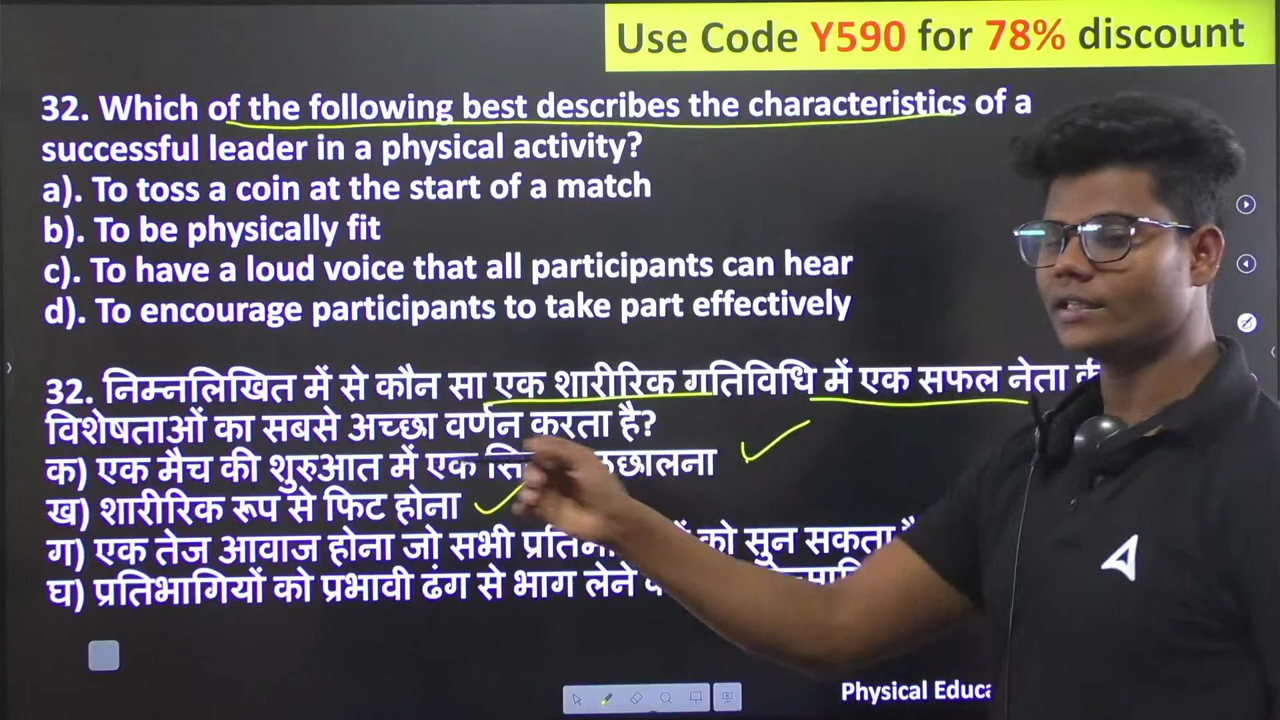 Use Code Y590 for 78% discount
32. Which of the following best describes the characteristics of a
successful leader in a physical activity?
a). To toss a coin at the start of a match
b). To be physically fit
c). To have a loud voice that all participants can hear
d). To encourage participants to take part effectively
32. निम्नलिखित में से कौन सा एक शारीरिक गतिविधि में एक सफल नेता की
विशेषताओं का सबसे अच्छा वर्णन करता है?
क) एक मैच की शुरुआत में एक
ख) शारीरिक रूप से फिट होना
ग) एक तेज आवाज होना जो सभी को सुन सकता
घ) प्रतिभागियों को प्रभावी ढंग से भाग लेने
Physical